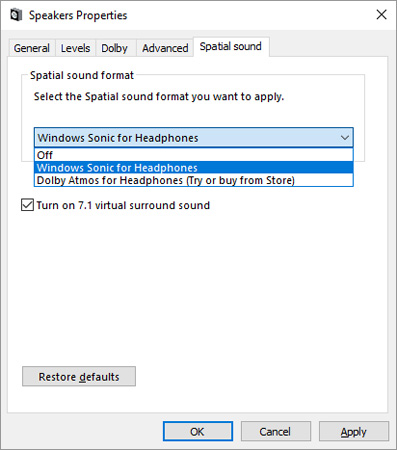 Speakers Properties
General Levels Dolby Advanced Spatial sound
Spatial sound format
Select the Spatial sound format you want to apply.
Windows Sonic for Headphones
Off
Windows Sonic for Headphones
Dolby Atmos for Headphones (Try or buy from Store)
Turn on 7.1 virtual surround sound
Restore defaults
OK Cancel Apply